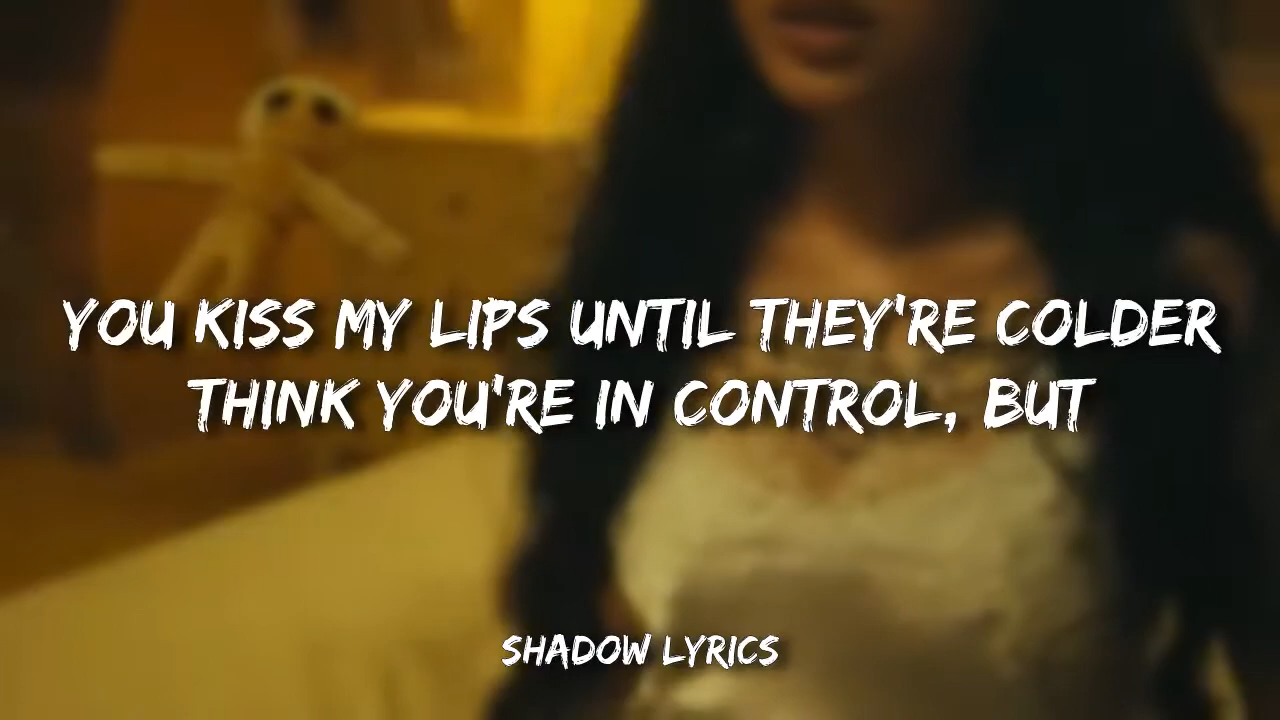 YOU KISS MY LIPS UNTIL THEY'RE COLDER
THINK YOU'RE IN CONTROL, BUT
SHADOW LYRICS